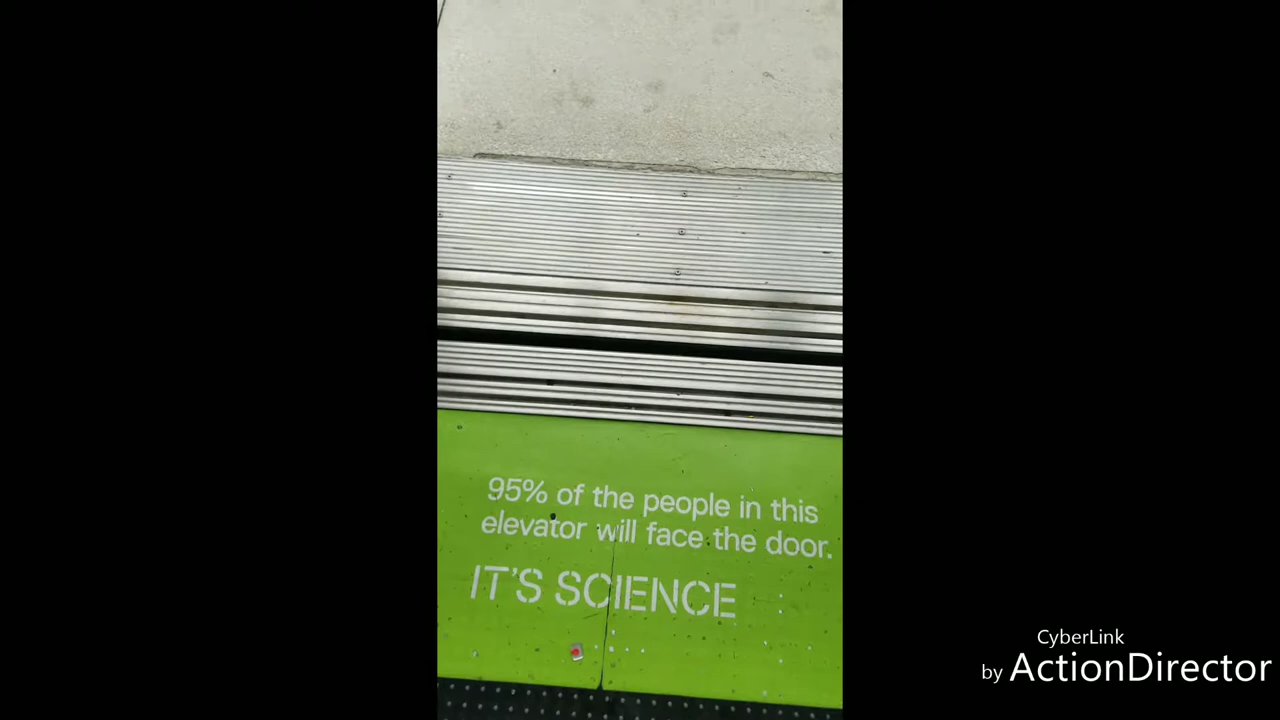 95% of the people in this
elevator will face the door.
IT'S SCIENCE
CyberLink
by ActionDirector